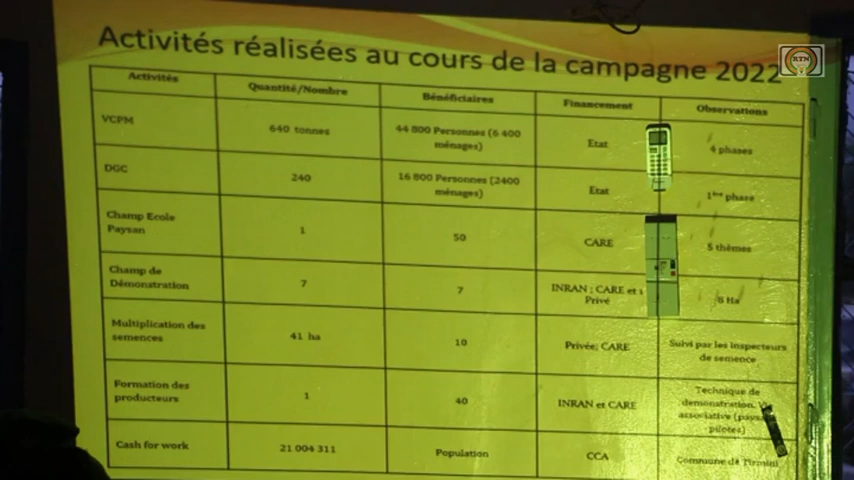 RTN
Activités réalisées au cours de la campagne 2022
Activités Quantité/Nombre Bénéficiaires Financement Observations
VCPM 640 tonnes 44 800 Personnes (6 400 ménages) Etat 4 phases
DGC 240 16 800 Personnes (2400 ménages) Etat 1ère phase
Champ Ecole Paysan 1 50 CARE 5 thèmes
Champ de Démonstration 7 7 INRAN ; CARE et Privé Ha
Multiplication des semences 41 ha 10 Privée; CARE Suivi par les inspecteurs de semence
Formation des producteurs 1 40 INRAN et CARE Technique de demonstration. associative pilotes)
Cash for work 21 004 311 Population CCA Commune de Tirmini